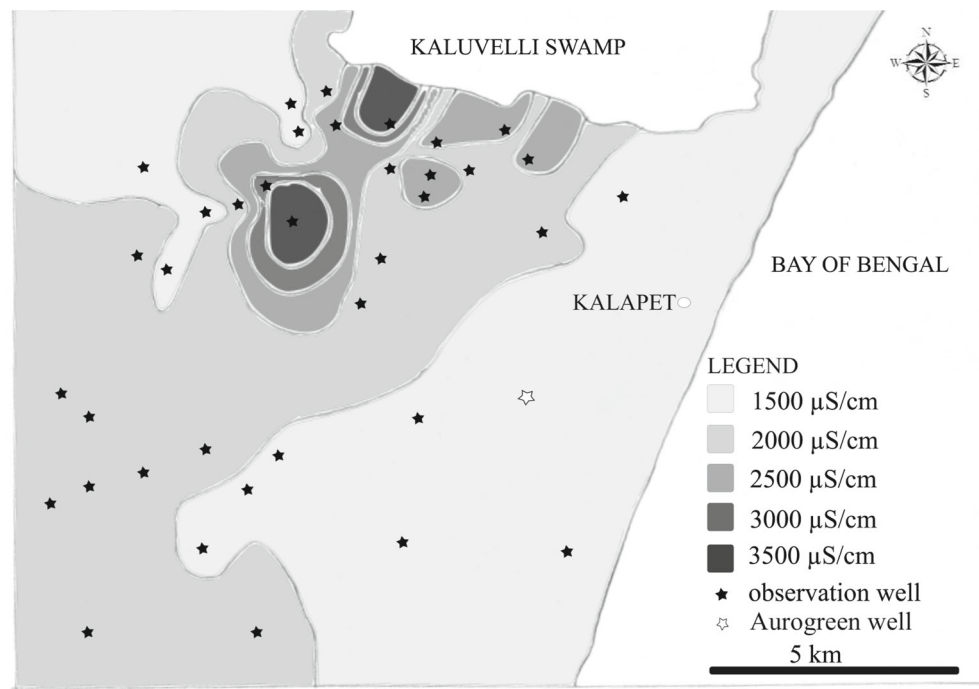 KALUVELLI SWAMP
N
W E
S
BAY OF BENGAL
KALAPET
LEGEND
1500 µS/cm
2000 µS/cm
2500 µS/cm
3000 µS/cm
3500 µS/cm
observation well
Aurogreen well
5 km